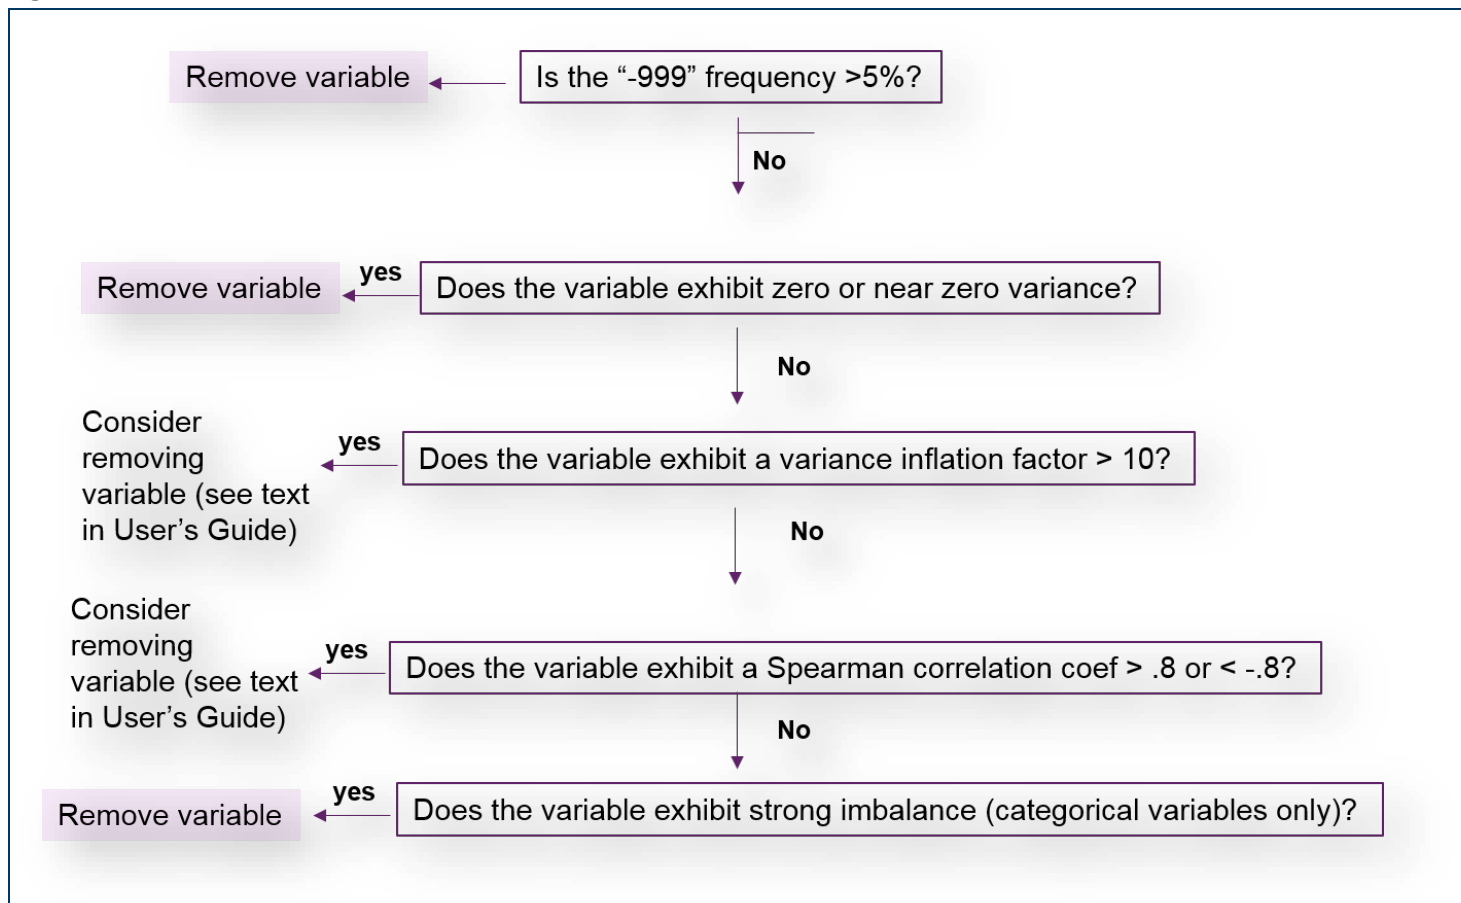 Remove variable
Is the “-999” frequency >5%?
No
Remove variable
yes
Does the variable exhibit zero or near zero variance?
No
Consider
removing
variable (see text
in User’s Guide)
yes
Does the variable exhibit a variance inflation factor > 10?
No
Consider
removing
variable (see text
in User’s Guide)
yes
Does the variable exhibit a Spearman correlation coef > .8 or < -.8?
No
Remove variable
yes
Does the variable exhibit strong imbalance (categorical variables only)?